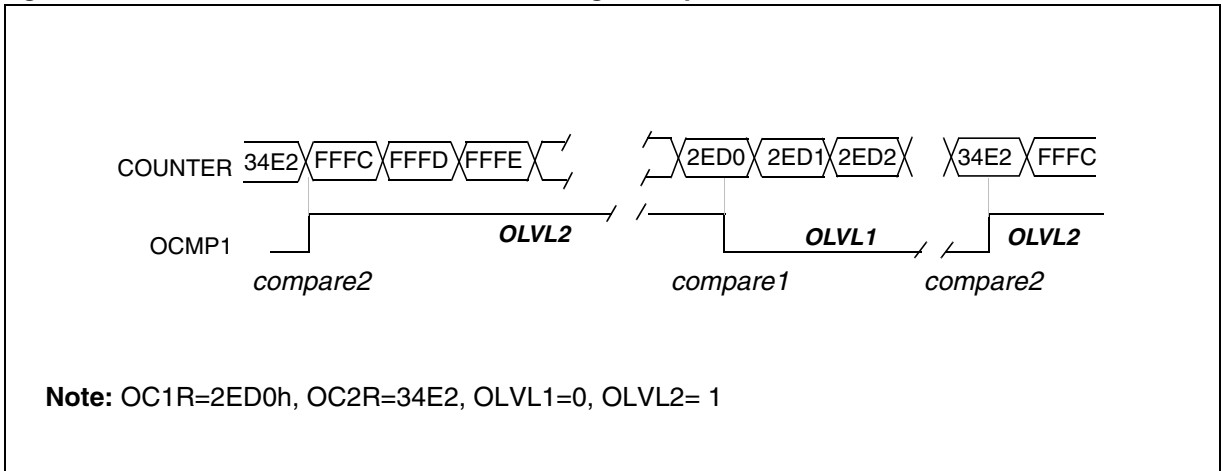 COUNTER 34E2 FFFC FFFD FFFE 2ED0 2ED1 2ED2 34E2 FFFC
OCMP1 OLVL2 OLVL1 OLVL2
compare2 compare1 compare2
Note: OC1R=2ED0h, OC2R=34E2, OLVL1=0, OLVL2= 1